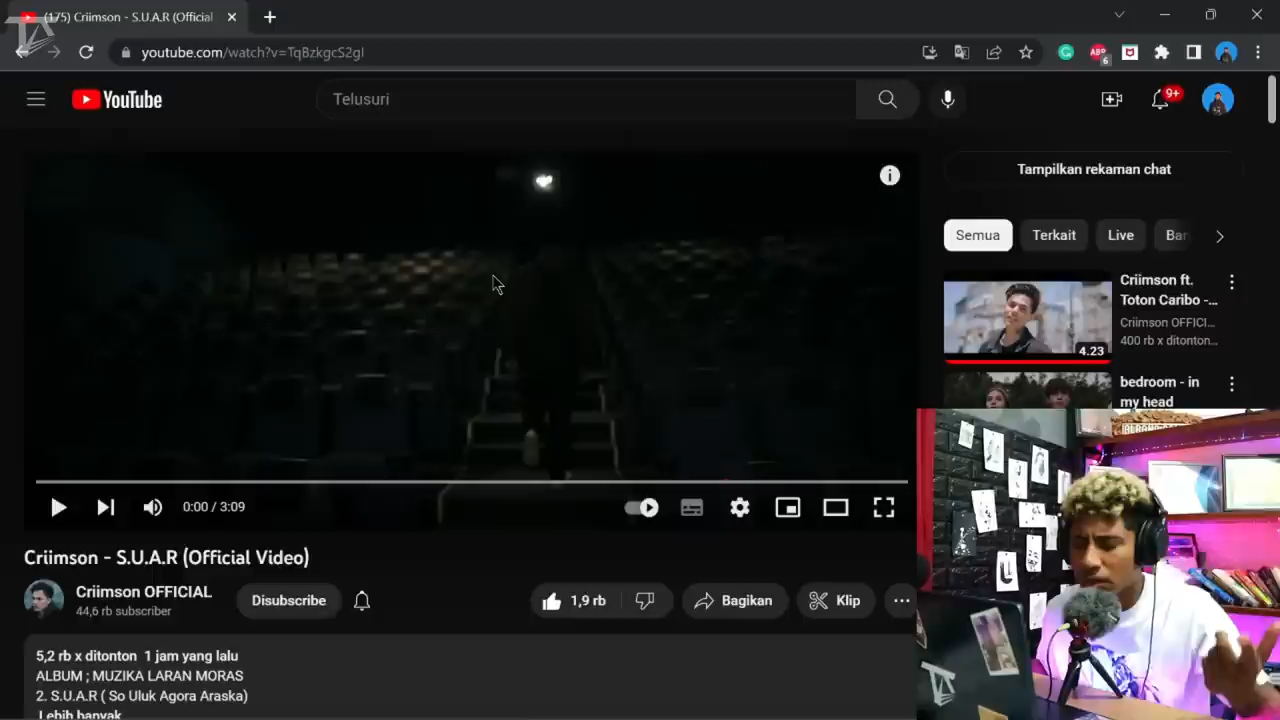 (175) Criimson - S.U.A.R (Official
youtube.com/watch?v=TqBzkgcS2gI
ABP
6
YouTube
Telusuri
9+
Tampilkan rekaman chat
Semua
Terkait
Live
Bar
Criimson ft.
Toton Caribo -...
Criimson OFFICI...
400 rb x ditonton...
4.23
bedroom - in
my head
0:00 / 3:09
Criimson - S.U.A.R (Official Video)
Criimson OFFICIAL
44,6 rb subscriber
Disubscribe
1,9 rb
Bagikan
Klip
5,2 rb x ditonton 1 jam yang lalu
ALBUM ; MUZIKA LARAN MORAS
2. S.U.A.R ( So Uluk Agora Araska)
Lebih banyak